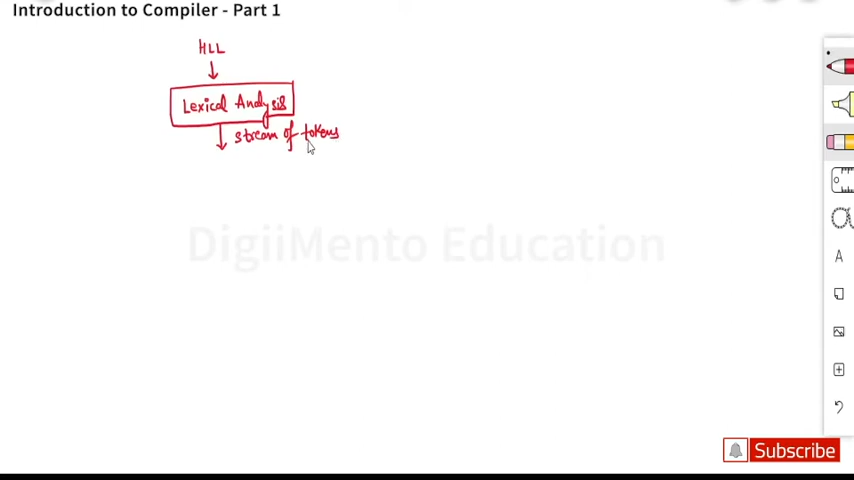 Introduction to Compiler - Part 1
HLL
Lexical Analysis
stream of tokens
DigiiMento Education
A
Subscribe